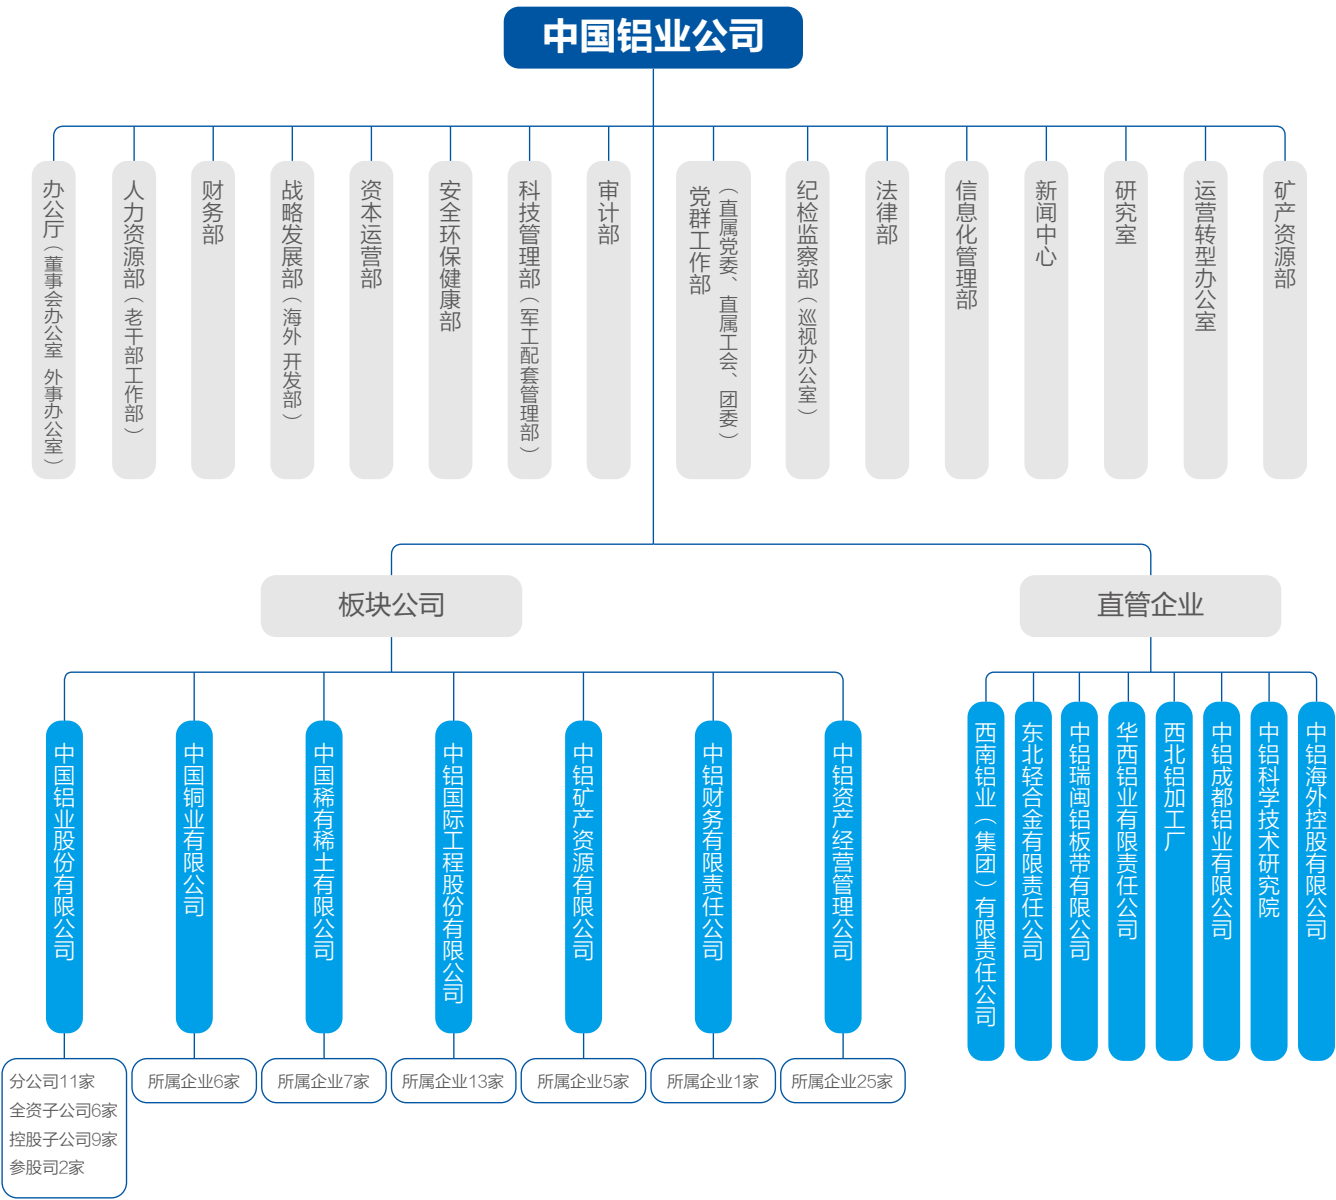 中国铝业公司
办公厅（董事会办公室 外事办公室）
人力资源部（老干部工作部）
财务部
战略发展部（海外 开发部）
资本运营部
安全环保健康部
科技管理部（军工配套管理部）
审计部
党群工作部
（直属党委、直属工会、团委）
纪检监察部（巡视办公室）
法律部
信息化管理部
新闻中心
研究室
运营转型办公室
矿产资源部
板块公司
直管企业
中国铝业股份有限公司
中国铜业有限公司
中国稀有稀土有限公司
中铝国际工程股份有限公司
中铝矿产资源有限公司
中铝财务有限责任公司
中铝资产经营管理公司
西南铝业（集团）有限责任公司
东北轻合金有限责任公司
中铝瑞闽铝板带有限公司
华西铝业有限责任公司
西北铝加工厂
中铝成都铝业有限公司
中铝科学技术研究院
中铝海外控股有限公司
分公司11家
全资子公司6家
控股子公司9家
参股司2家
所属企业6家
所属企业7家
所属企业13家
所属企业5家
所属企业1家
所属企业25家